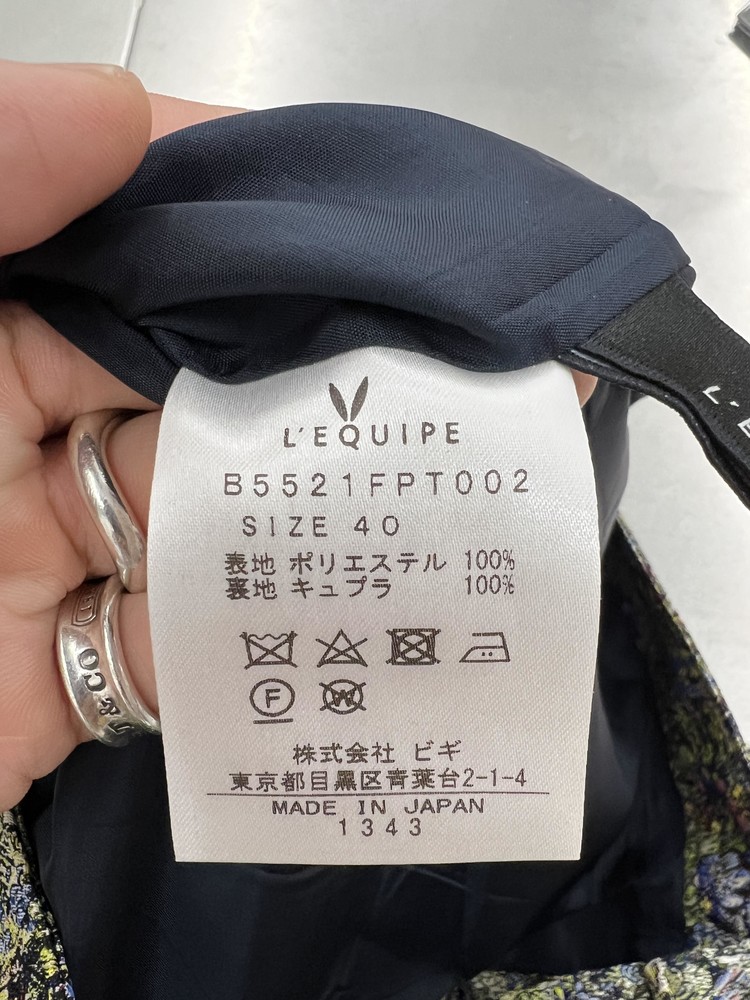 L'EQUIPE
B5521FPT002
SIZE 40
表地 ポリエステル 100%
裏地 キュプラ 100%
F
W
株式会社 ビギ
東京都目黒区青葉台2-1-4
MADE IN JAPAN
1343
& CO